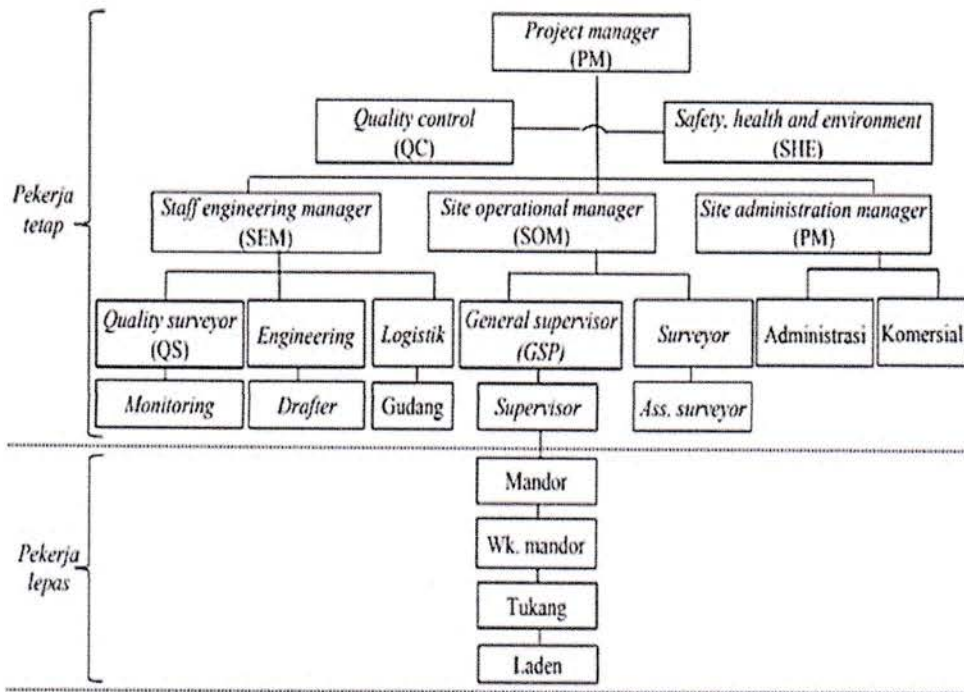 Project manager
(PM)
Quality control
(QC)
Safety, health and environment
(SHE)
Pekerja
tetap
Staff engineering manager
(SEM)
Site operational manager
(SOM)
Site administration manager
(PM)
Quality surveyor
(QS)
Engineering
Logistik
General supervisor
(GSP)
Surveyor
Administrasi
Komersial
Monitoring
Drafter
Gudang
Supervisor
Ass. surveyor
Pekerja
lepas
Mandor
Wk. mandor
Tukang
Laden